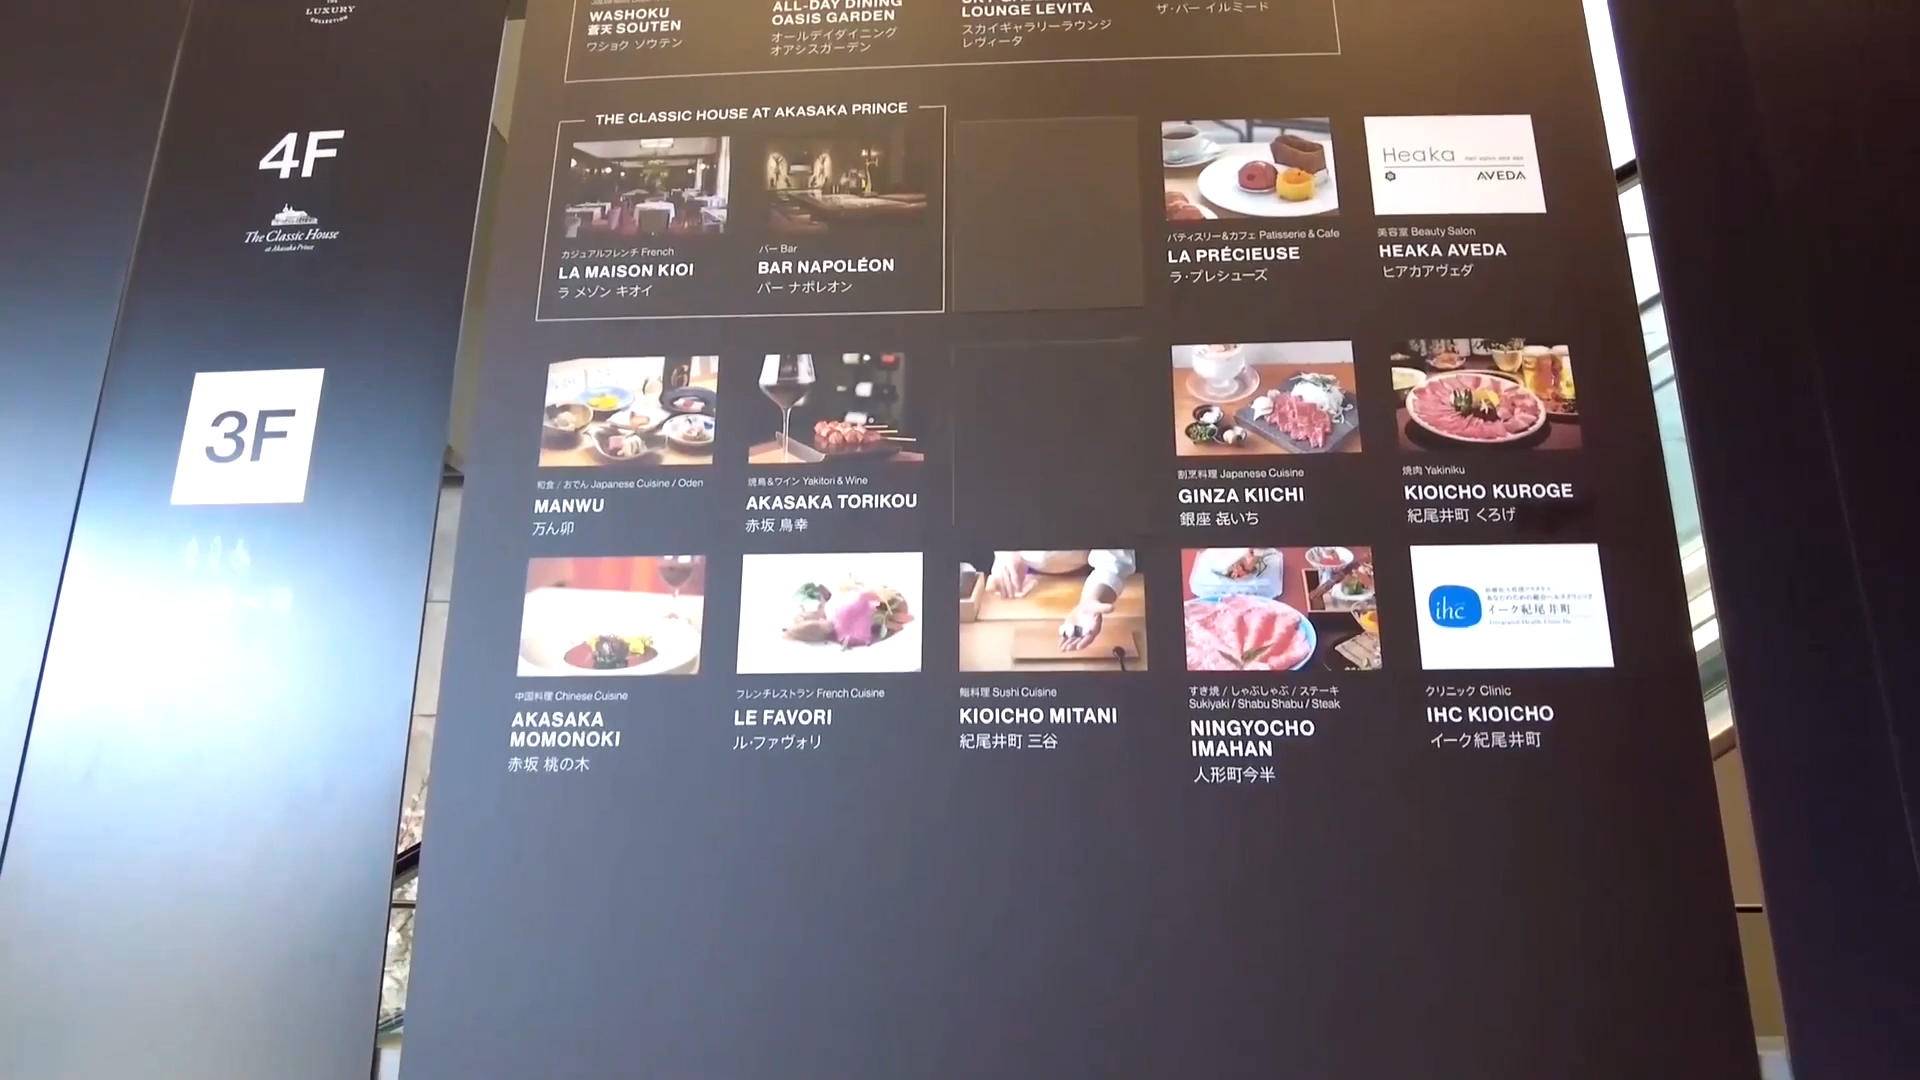 THE
LUXURY
COLLECTION
WASHOKU
蒼天 SOUTEN
ワショク ソウテン
ALL-DAY DINING
OASIS GARDEN
オールデイダイニング
オアシスガーデン
LOUNGE LEVITA
スカイギャラリーラウンジ
レヴィータ
ザ・バー イルミード
4F
The Classic House
at Akasaka Prince
THE CLASSIC HOUSE AT AKASAKA PRINCE
カジュアルフレンチ French
LA MAISON KIOI
ラ メゾン キオイ
バー Bar
BAR NAPOLÉON
バー ナポレオン
パティスリー&カフェ Patisserie & Cafe
LA PRÉCIEUSE
ラ・プレシューズ
Heaka
AVEDA
美容室 Beauty Salon
HEAKA AVEDA
ヒアカアヴェダ
3F
和食 / おでん Japanese Cuisine / Oden
MANWU
万ん卯
焼鳥&ワイン Yakitori & Wine
AKASAKA TORIKOU
赤坂 鳥幸
割烹料理 Japanese Cuisine
GINZA KIICHI
銀座 㐂いち
焼肉 Yakiniku
KIOICHO KUROGE
紀尾井町 くろげ
中国料理 Chinese Cuisine
AKASAKA
MOMONOKI
赤坂 桃の木
フレンチレストラン French Cuisine
LE FAVORI
ル・ファヴォリ
鮨料理 Sushi Cuisine
KIOICHO MITANI
紀尾井町 三谷
すき焼 / しゃぶしゃぶ / ステーキ
Sukiyaki / Shabu Shabu / Steak
NINGYOCHO
IMAHAN
人形町今半
ihc
イーク紀尾井町
クリニック Clinic
IHC KIOICHO
イーク紀尾井町